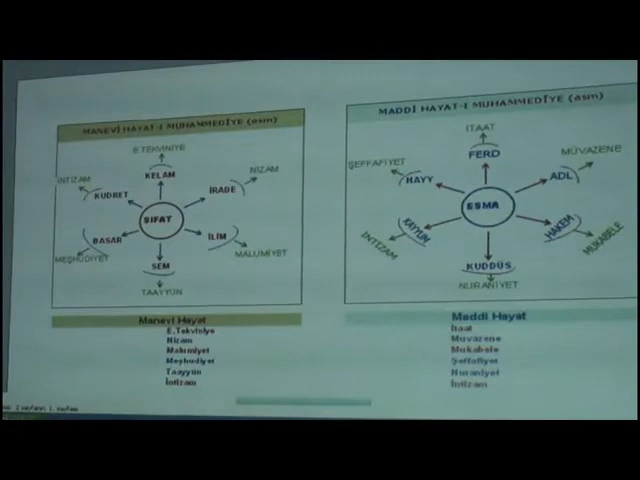 MANEVİ HAYAT-I MUHAMMEDİYE (asm)
E.TEKVİNİYE
KELAM
İNTİZAM
NİZAM
KUDRET
İRADE
SIFAT
BASAR
İLİM
MEŞHUDİYET
MALUMİYET
SEM
TAAYYÜN
Manevi Hayat
E.Tekviniye
Nizam
Malumiyet
Meşhudiyet
Taayyün
İntizam
MADDİ HAYAT-I MUHAMMEDİYE (asm)
İTAAT
FERD
ŞEFFAFİYET
MÜVAZENE
HAYY
ADL
ESMA
KAYYUM
HAKEM
İNTİZAM
MUKABELE
KUDDÜS
NURANİYET
Maddi Hayat
İtaat
Muvazene
Mukabele
Şeffafiyet
Nuraniyet
İntizam